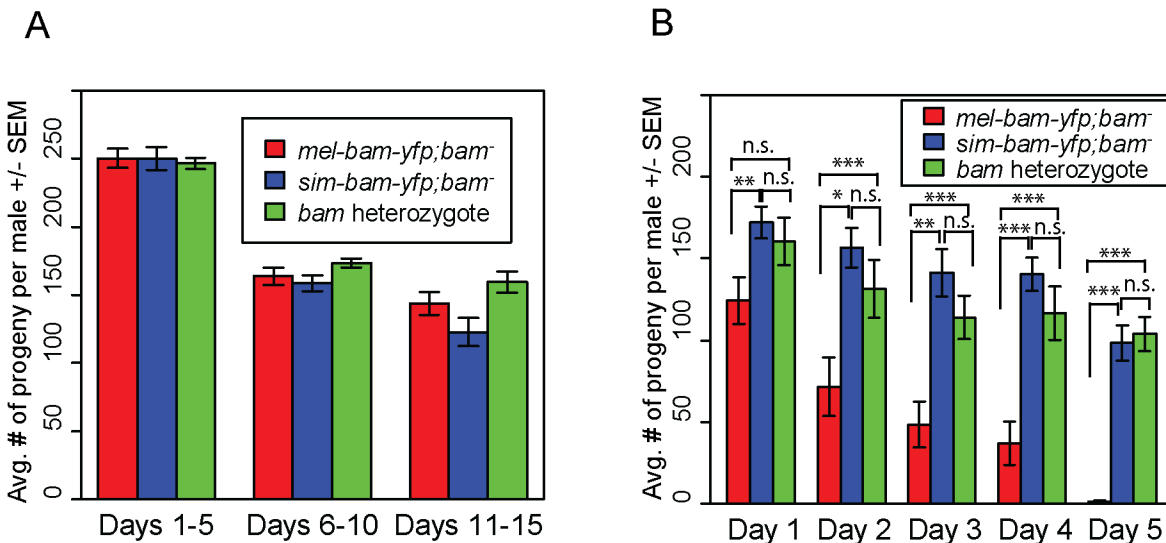 A
Avg. # of progeny per male +/- SEM
250
200
150
100
50
0
mel-bam-yfp;bam⁻
sim-bam-yfp;bam⁻
bam heterozygote
Days 1-5 Days 6-10 Days 11-15
B
Avg. # of progeny per male +/- SEM
200
150
100
50
0
mel-bam-yfp;bam⁻
sim-bam-yfp;bam⁻
bam heterozygote
n.s.
** n.s.
***
* n.s.
***
** n.s.
***
*** n.s.
***
*** n.s.
Day 1 Day 2 Day 3 Day 4 Day 5